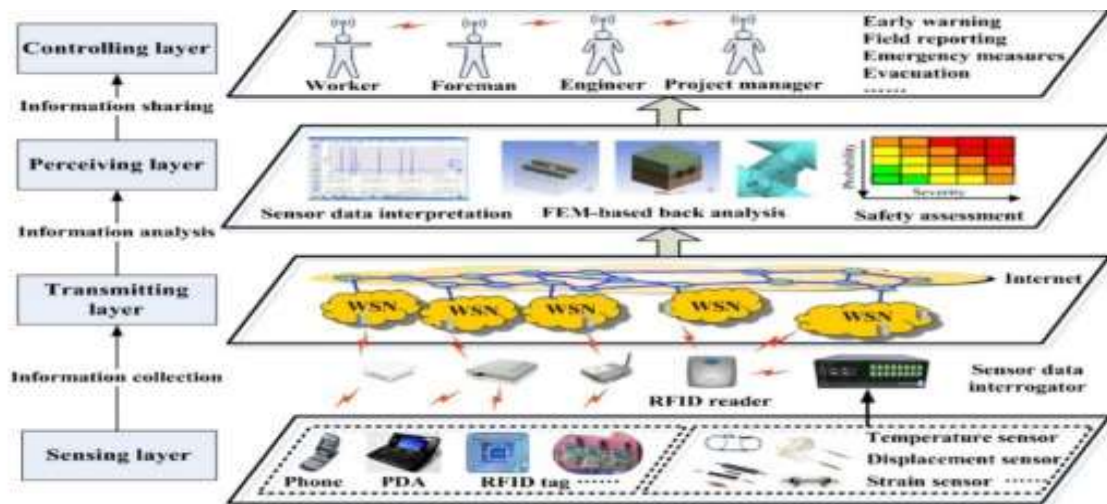 Controlling layer
Information sharing
Perceiving layer
Information analysis
Transmitting layer
Information collection
Sensing layer
Worker
Foreman
Engineer
Project manager
Early warning
Field reporting
Emergency measures
Evacuation
......
Sensor data interpretation
FEM-based back analysis
Probability
Severity
Safety assessment
Internet
WSN
WSN
WSN
WSN
WSN
RFID reader
Sensor data
interrogator
Phone
PDA
RFID tag ......
Temperature sensor
Displacement sensor
Strain sensor ......